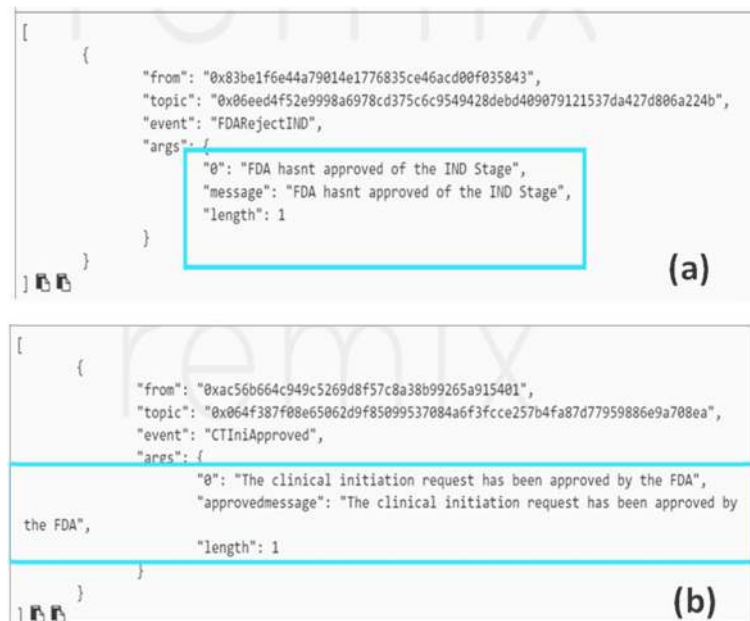 [
{
"from": "0x83be1f6e44a79014e1776835ce46acd00f035843",
"topic": "0x06eed4f52e9998a6978cd375c6c9549428debd409079121537da427d806a224b",
"event": "FDARejectIND",
"args": {
"0": "FDA hasnt approved of the IND Stage",
"message": "FDA hasnt approved of the IND Stage",
"length": 1
}
}
]
(a)
remix
[
{
"from": "0xac56b664c949c5269d8f57c8a38b99265a915401",
"topic": "0x064f387f08e65062d9f85099537084a6f3fcce257b4fa87d77959886e9a708ea",
"event": "CTIniApproved",
"args": {
"0": "The clinical initiation request has been approved by the FDA",
"approvedmessage": "The clinical initiation request has been approved by
the FDA",
"length": 1
}
}
]
(b)